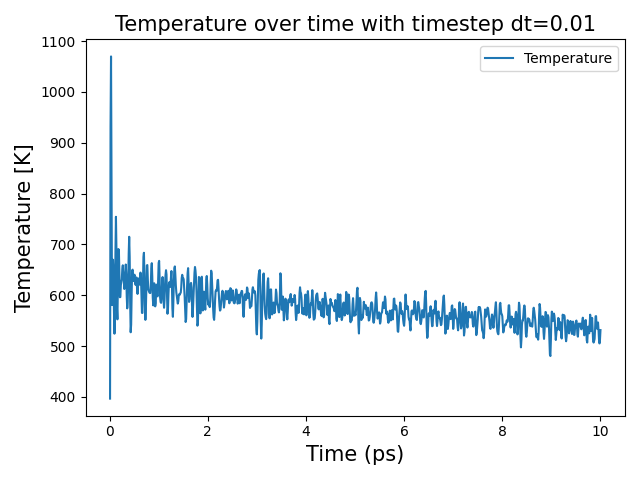 Temperature over time with timestep dt=0.01
Temperature
Temperature [K]
1100
1000
900
800
700
600
500
400
0 2 4 6 8 10
Time (ps)